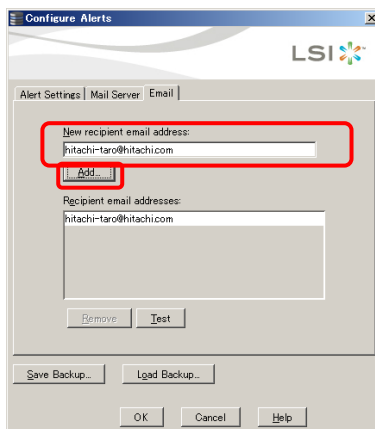 Configure Alerts
LSI
Alert Settings Mail Server Email
New recipient email address:
hitachi-taro@hitachi.com
Add...
Recipient email addresses:
hitachi-taro@hitachi.com
Remove Test
Save Backup... Load Backup...
OK Cancel Help